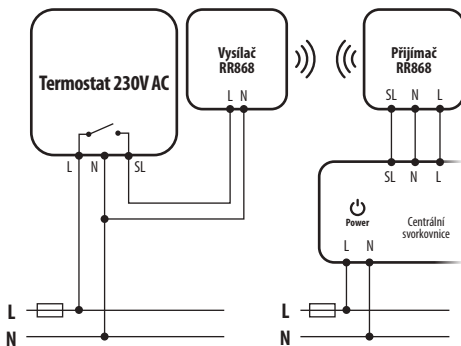 Termostat 230V AC
L N SL
Vysílač
RR868
L N
Přijímač
RR868
SL N L
SL N L
Power
Centrální
svorkovnice
L N
L
N
L
N